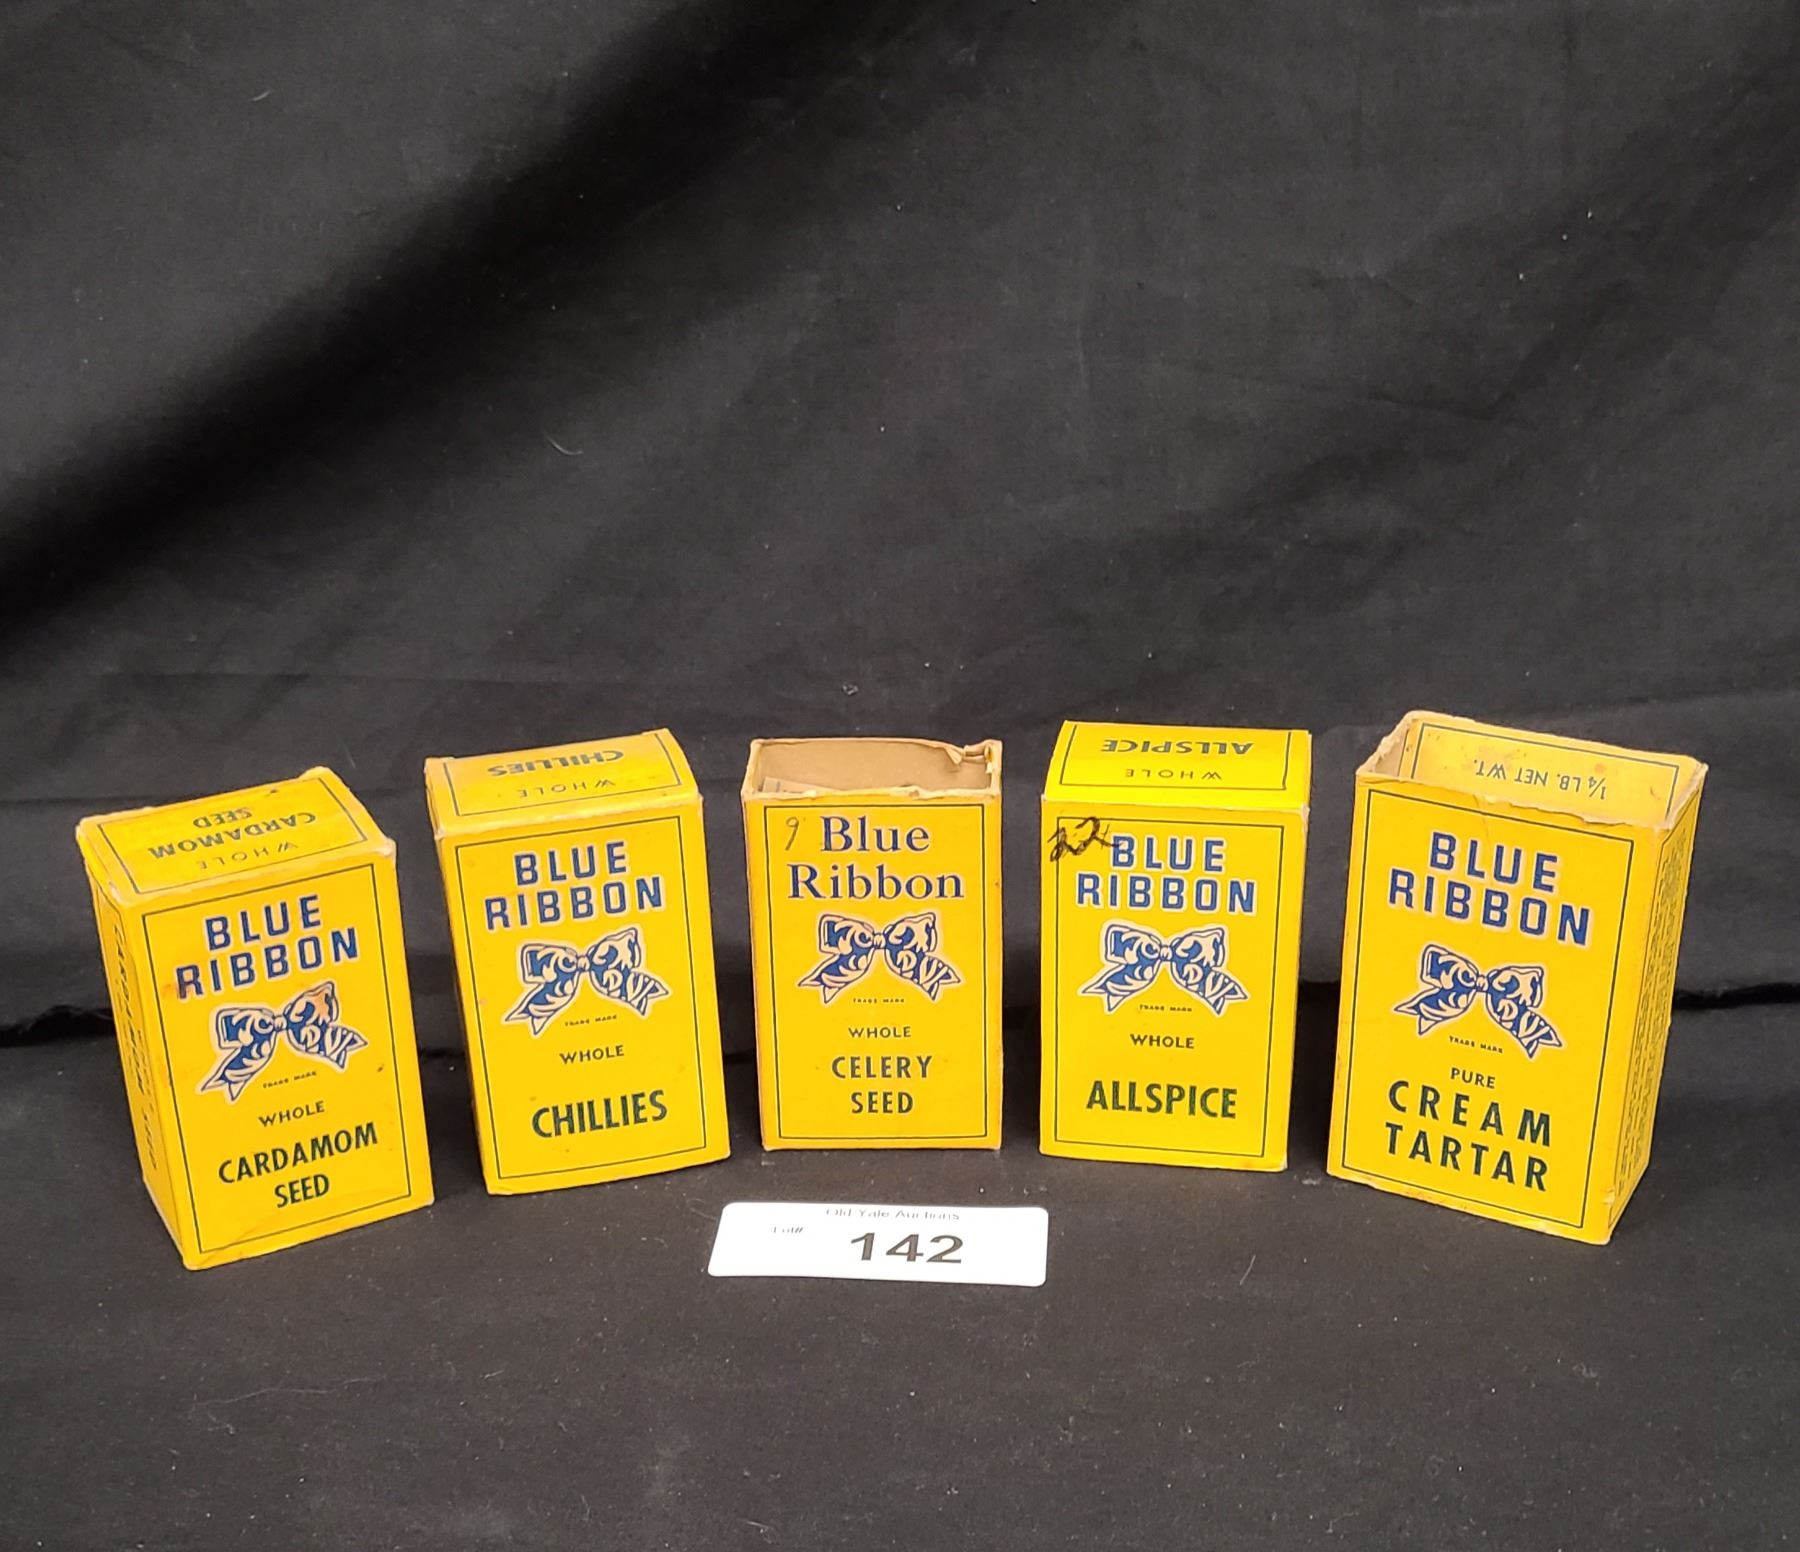 WHOLE
CARDAMOM
SEED
BLUE
RIBBON
TRADE MARK
WHOLE
CARDAMOM
SEED
WHOLE
CHILLIES
BLUE
RIBBON
TRADE MARK
WHOLE
CHILLIES
9
Blue
Ribbon
TRADE MARK
WHOLE
CELERY
SEED
WHOLE
ALLSPICE
22
BLUE
RIBBON
TRADE MARK
WHOLE
ALLSPICE
1/4 LB. NET WT.
BLUE
RIBBON
TRADE MARK
PURE
CREAM
TARTAR
Old Yale Auctions
Lot#
142